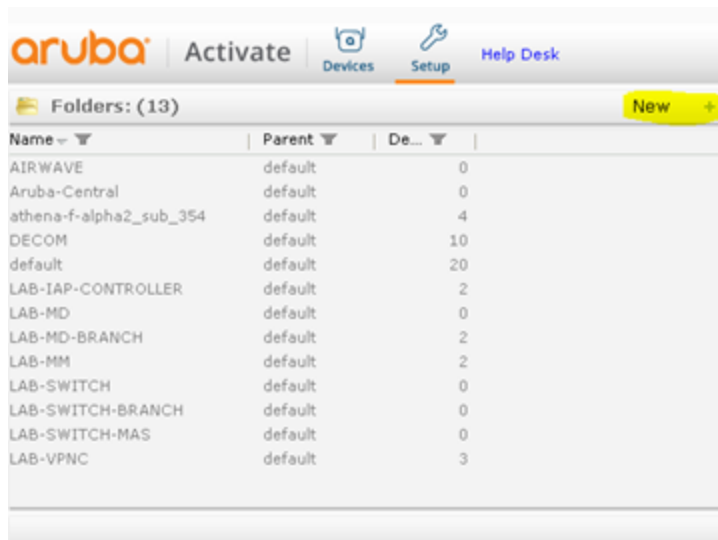 aruba Activate Devices Setup Help Desk
Folders: (13) New +
Name Parent De...
AIRWAVE default 0
Aruba-Central default 0
athena-f-alpha2_sub_354 default 4
DECOM default 10
default default 20
LAB-IAP-CONTROLLER default 2
LAB-MD default 0
LAB-MD-BRANCH default 2
LAB-MM default 2
LAB-SWITCH default 0
LAB-SWITCH-BRANCH default 0
LAB-SWITCH-MAS default 0
LAB-VPNC default 3